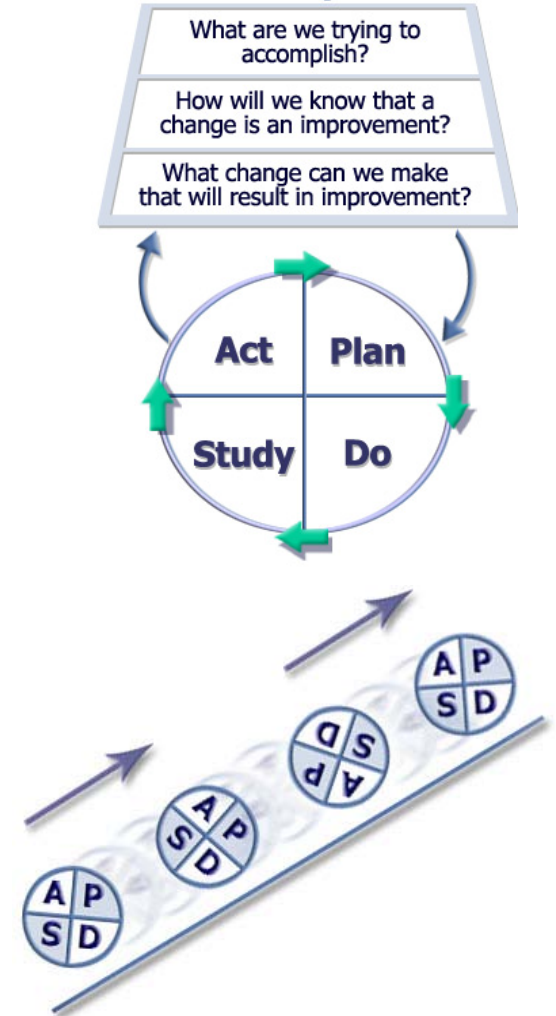 What are we trying to
accomplish?
How will we know that a
change is an improvement?
What change can we make
that will result in improvement?
Act Plan
Study Do
A P
S D
A P
S D
D S
P A
A P
S D